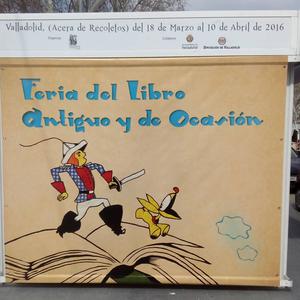 Valladolid, (Acera de Recoletos) del 18 de Marzo al 10 de Abril de 2016
Feria del Libro
Antiguo y de Ocasión